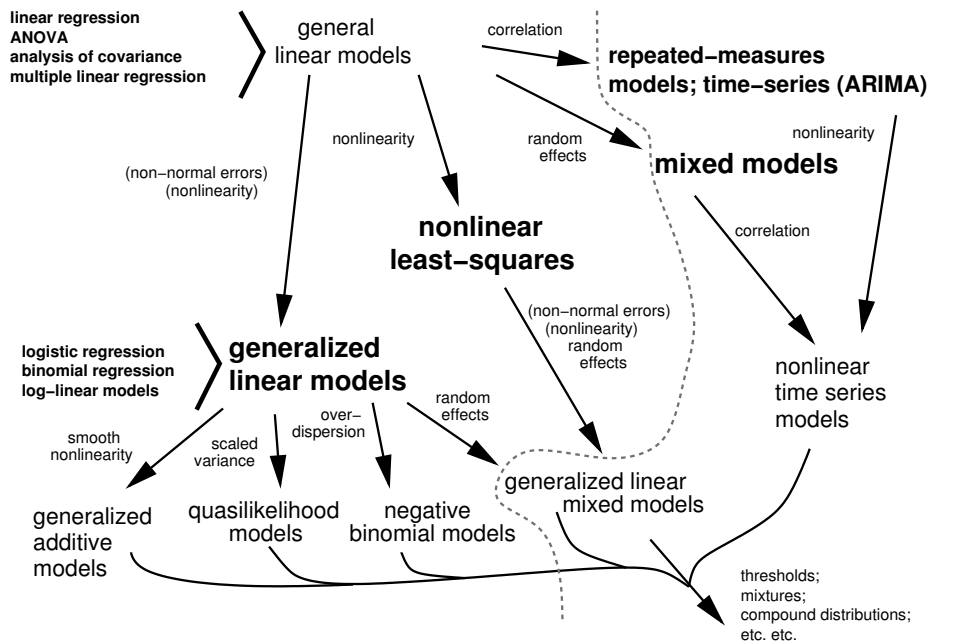 linear regression
ANOVA
analysis of covariance
multiple linear regression
general
linear models
correlation
repeated−measures
models; time−series (ARIMA)
nonlinearity
random
effects
mixed models
nonlinearity
(non−normal errors)
(nonlinearity)
correlation
nonlinear
least−squares
(non−normal errors)
(nonlinearity)
random
effects
logistic regression
binomial regression
log−linear models
generalized
linear models
nonlinear
time series
models
random
effects
over−
dispersion
scaled
variance
smooth
nonlinearity
generalized linear
mixed models
generalized
additive
models
quasilikelihood
models
negative
binomial models
thresholds;
mixtures;
compound distributions;
etc. etc.